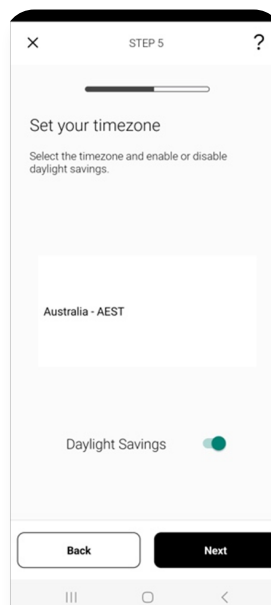 STEP 5
?
Set your timezone
Select the timezone and enable or disable
daylight savings.
Australia - AEST
Daylight Savings
Back
Next